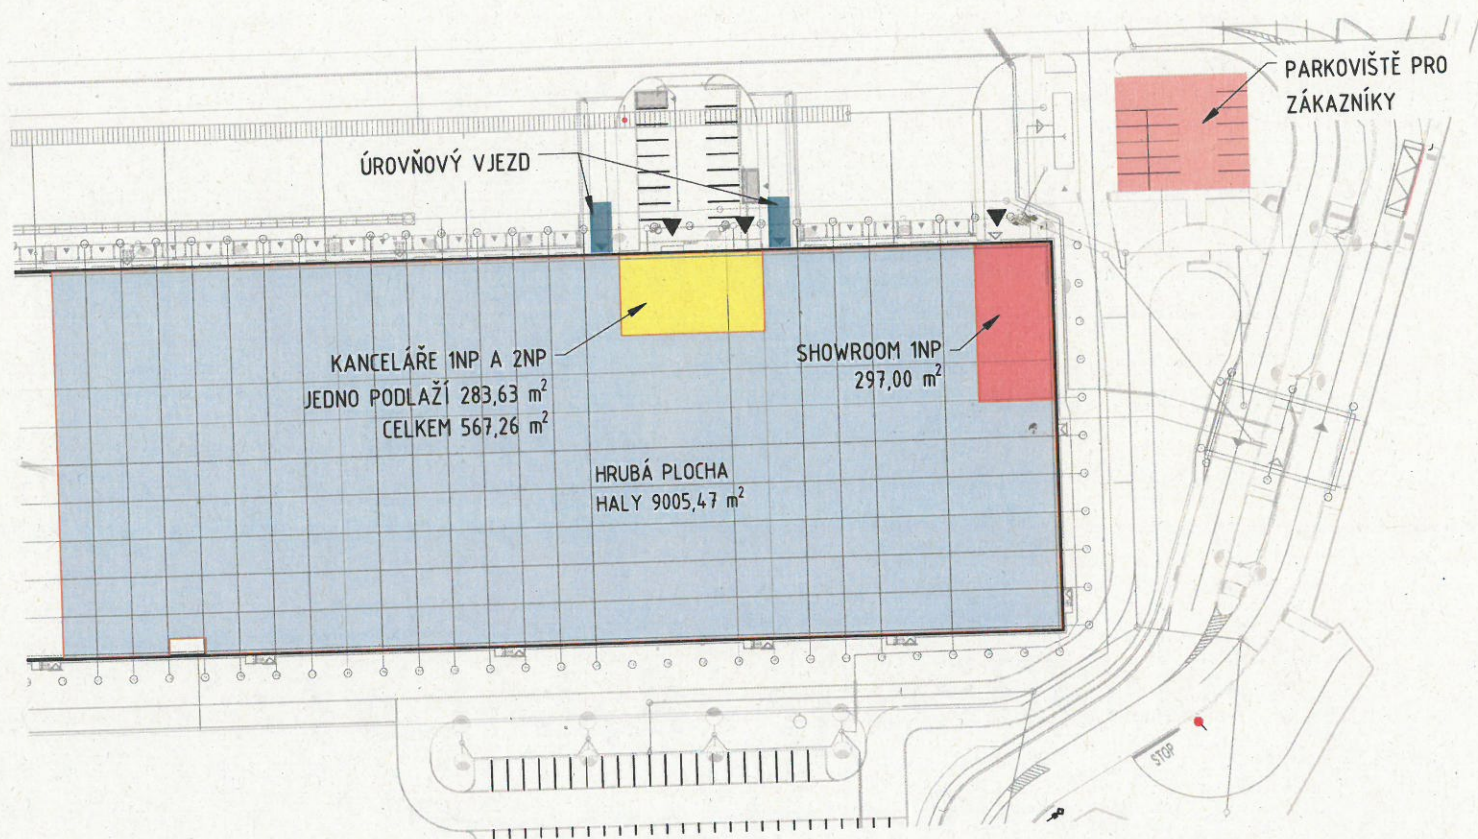 PARKOVIŠTĚ PRO
ZÁKAZNÍKY
ÚROVŇOVÝ VJEZD
KANCELÁŘE 1NP A 2NP
JEDNO PODLAŽÍ 283,63 m²
CELKEM 567,26 m²
SHOWROOM 1NP
297,00 m²
HRUBÁ PLOCHA
HALY 9005,47 m²
STOP